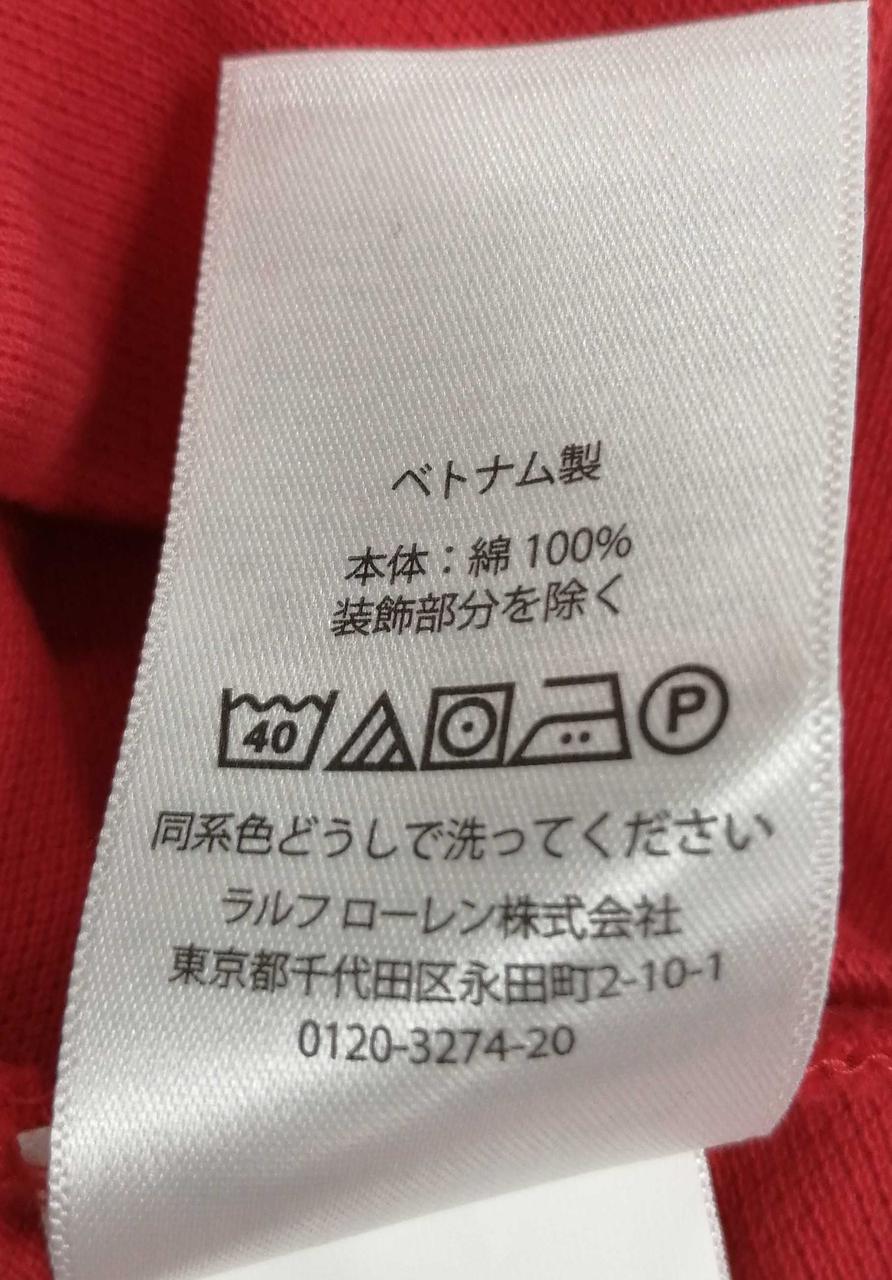 ベトナム製
本体：綿 100%
装飾部分を除く
40 P
同系色どうしで洗ってください
ラルフ ローレン株式会社
東京都千代田区永田町2-10-1
0120-3274-20